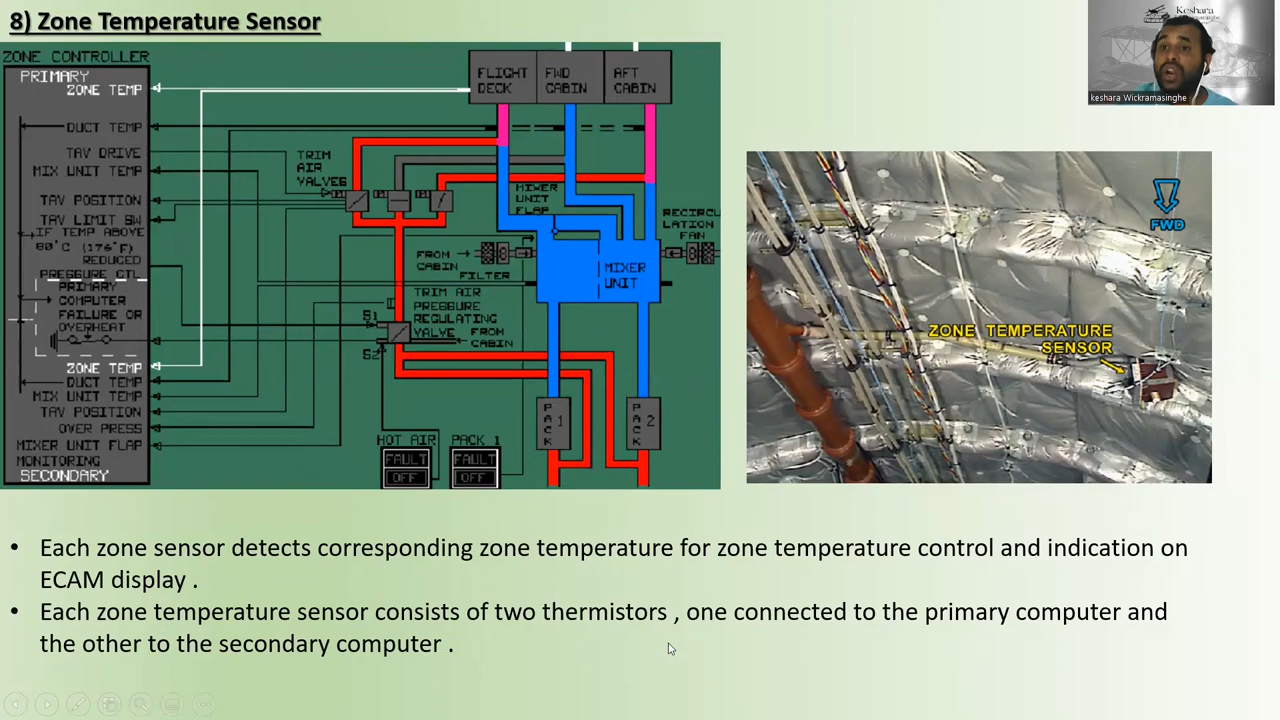 8) Zone Temperature Sensor
Keshara
keshara Wickramasinghe
ZONE CONTROLLER
PRIMARY
ZONE TEMP
DUCT TEMP
TAV DRIVE
MIX UNIT TEMP
TAV POSITION
TAV LIMIT SW
IF TEMP ABOVE
80°C (176°F)
REDUCED
PRESSURE CTL
PRIMARY
COMPUTER
FAILURE OR
OVERHEAT
ZONE TEMP
DUCT TEMP
MIX UNIT TEMP
TAV POSITION
OVER PRESS
MIXER UNIT FLAP
MONITORING
SECONDARY
FLIGHT
DECK
FWD
CABIN
AFT
CABIN
TRIM
AIR
VALVES
MIXER
UNIT
FLAP
RECIRCU
LATION
FAN
FROM
CABIN
FILTER
MIXER
UNIT
TRIM AIR
PRESSURE
REGULATING
VALVE
FROM
CABIN
S1
S2
PACK 1
PACK 2
HOT AIR
FAULT
OFF
PACK 1
FAULT
OFF
FWD
ZONE TEMPERATURE
SENSOR
• Each zone sensor detects corresponding zone temperature for zone temperature control and indication on
ECAM display .
• Each zone temperature sensor consists of two thermistors , one connected to the primary computer and
the other to the secondary computer .